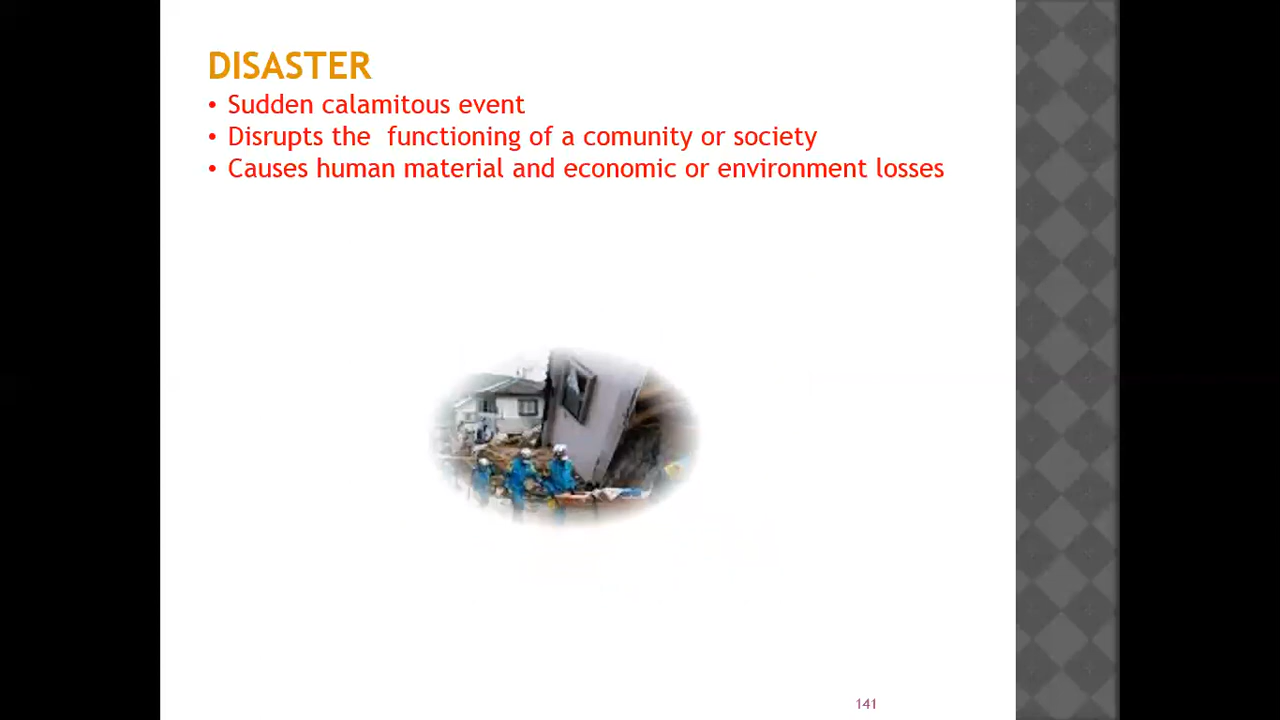 DISASTER
• Sudden calamitous event
• Disrupts the  functioning of a comunity or society
• Causes human material and economic or environment losses
141